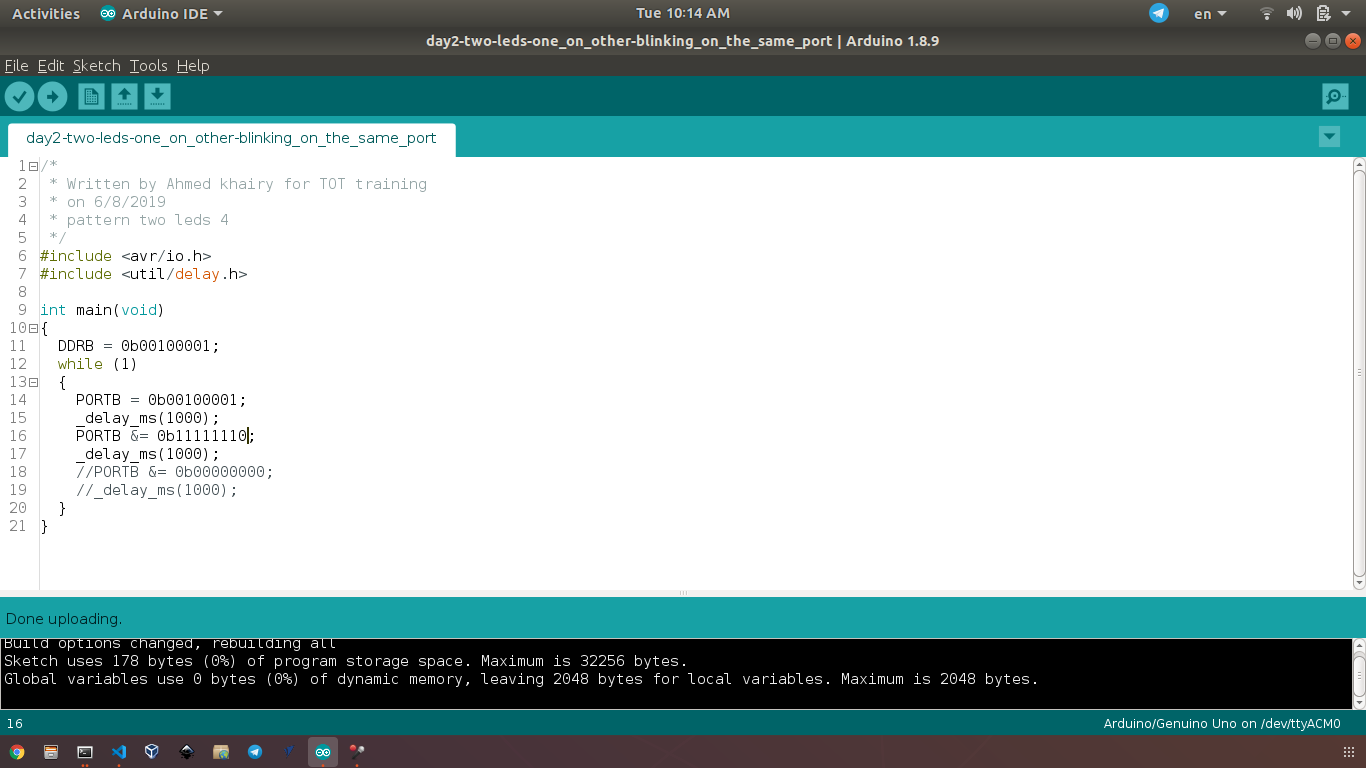 Activities Arduino IDE Tue 10:14 AM en
day2-two-leds-one_on_other-blinking_on_the_same_port | Arduino 1.8.9
File Edit Sketch Tools Help
day2-two-leds-one_on_other-blinking_on_the_same_port
1 /*
2 * Written by Ahmed khairy for TOT training
3 * on 6/8/2019
4 * pattern two leds 4
5 */
6 #include <avr/io.h>
7 #include <util/delay.h>
8
9 int main(void)
10 {
11 DDRB = 0b00100001;
12 while (1)
13 {
14 PORTB = 0b00100001;
15 _delay_ms(1000);
16 PORTB &= 0b11111110;
17 _delay_ms(1000);
18 //PORTB &= 0b00000000;
19 //_delay_ms(1000);
20 }
21 }
Done uploading.
Build options changed, rebuilding all
Sketch uses 178 bytes (0%) of program storage space. Maximum is 32256 bytes.
Global variables use 0 bytes (0%) of dynamic memory, leaving 2048 bytes for local variables. Maximum is 2048 bytes.
16 Arduino/Genuino Uno on /dev/ttyACM0